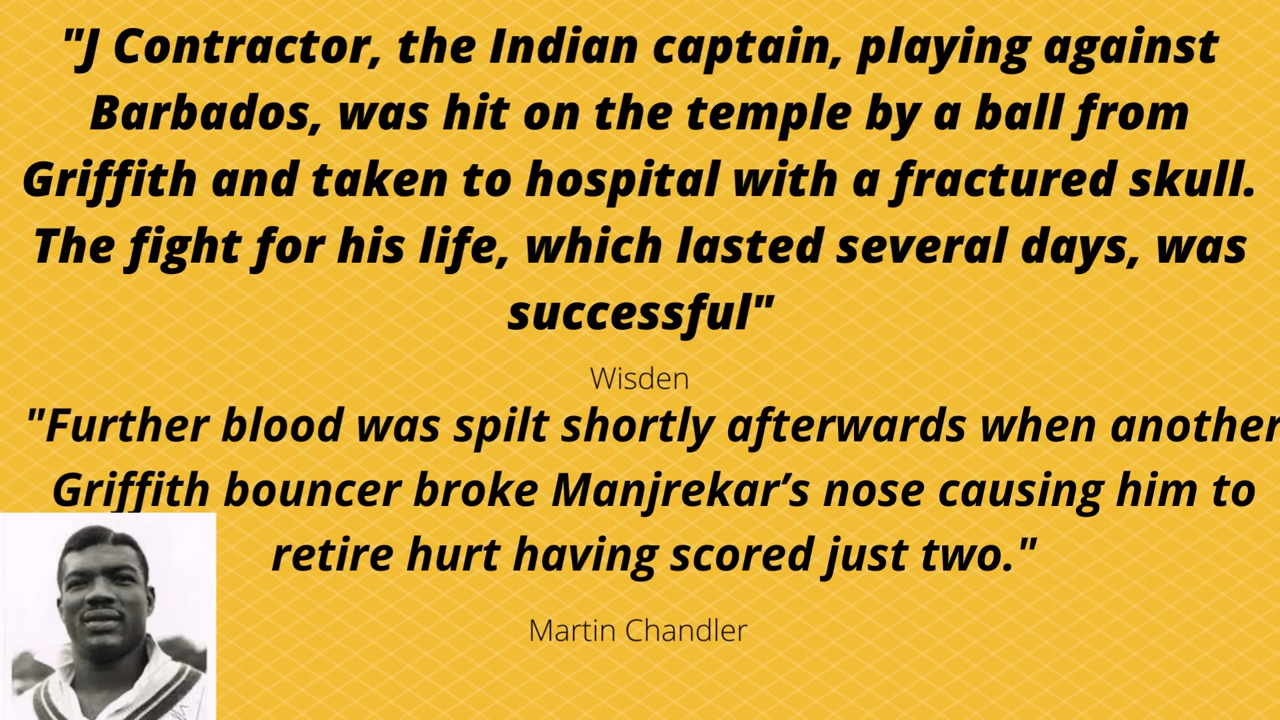 "J Contractor, the Indian captain, playing against
Barbados, was hit on the temple by a ball from
Griffith and taken to hospital with a fractured skull.
The fight for his life, which lasted several days, was
successful"
Wisden
"Further blood was spilt shortly afterwards when another
Griffith bouncer broke Manjrekar’s nose causing him to
retire hurt having scored just two."
Martin Chandler